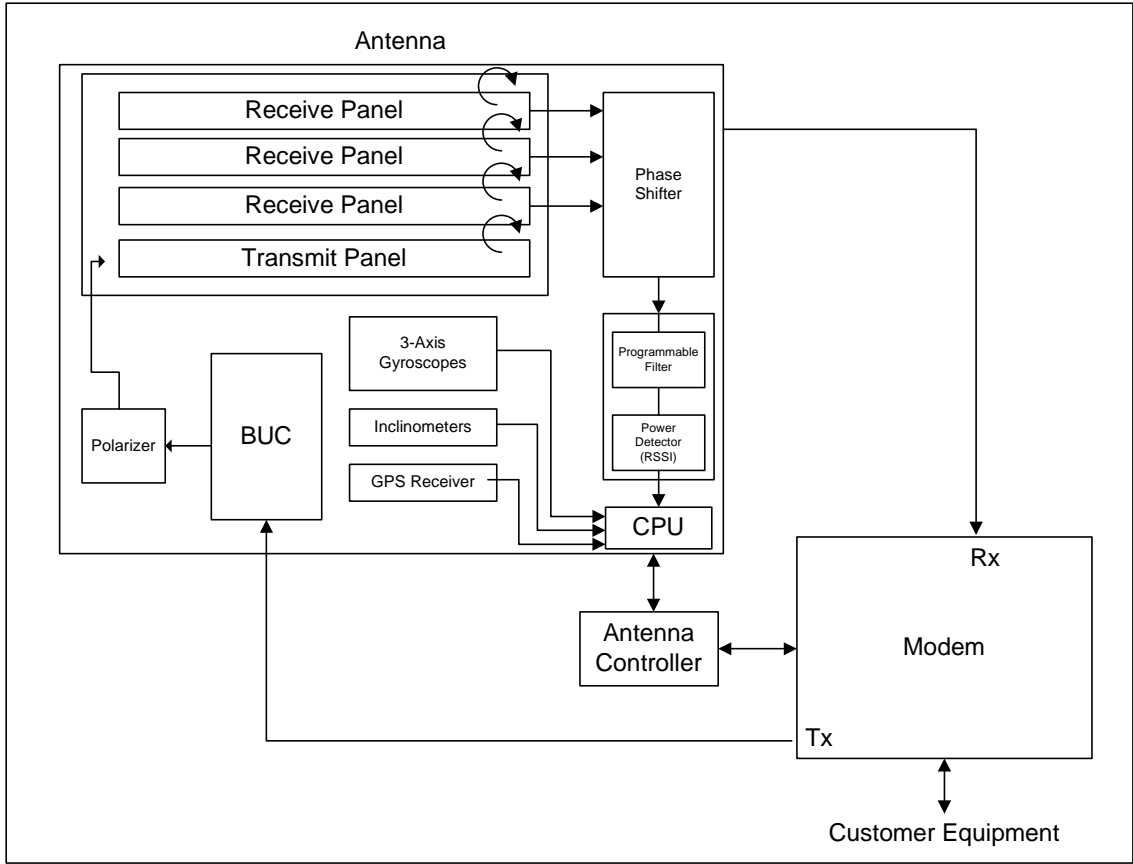 Antenna
Receive Panel
Receive Panel
Receive Panel
Transmit Panel
Phase
Shifter
3-Axis
Gyroscopes
Programmable
Filter
Polarizer
BUC
Inclinometers
Power
Detector
(RSSI)
GPS Receiver
CPU
Rx
Antenna
Controller
Modem
Tx
Customer Equipment